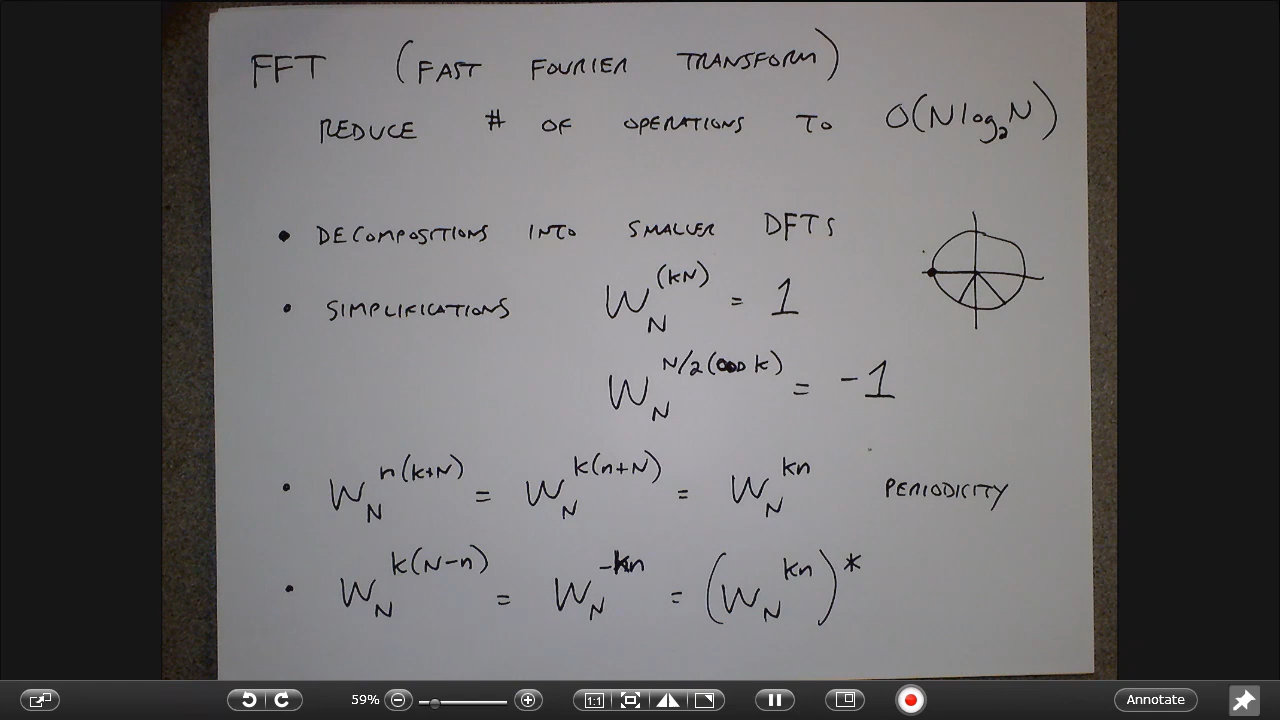 FFT (FAST FOURIER TRANSFORM)
REDUCE # OF OPERATIONS TO O(N log₂N)
• DECOMPOSITIONS INTO SMALLER DFTS
• SIMPLIFICATIONS W_N^(kN) = 1
W_N^{N/2(ODD k)} = -1
• W_N^{n(k+N)} = W_N^{k(n+N)} = W_N^{kn} PERIODICITY
• W_N^{k(N-n)} = W_N^{-kn} = (W_N^{kn})*
59% 1:1 Annotate